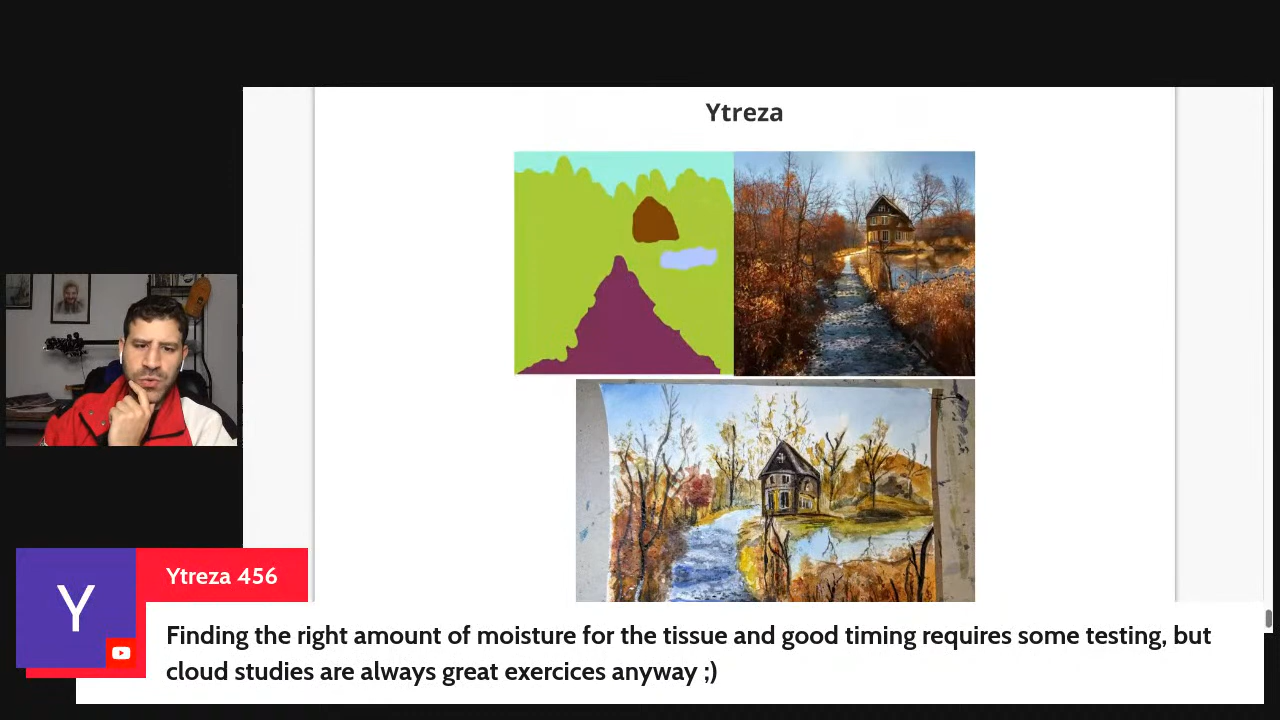 Ytreza
Y
Ytreza 456
Finding the right amount of moisture for the tissue and good timing requires some testing, but
cloud studies are always great exercices anyway ;)